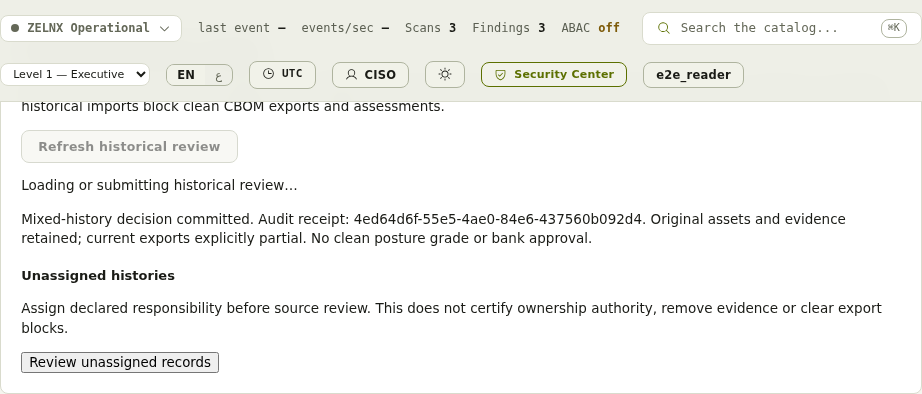 ZELNX Operational
last event — events/sec — Scans 3 Findings 3 ABAC off
Search the catalog... ⌘K
Level 1 — Executive
EN ع
UTC
CISO
Security Center
e2e_reader
historical imports block clean CBOM exports and assessments.
Refresh historical review
Loading or submitting historical review…
Mixed-history decision committed. Audit receipt: 4ed64d6f-55e5-4ae0-84e6-437560b092d4. Original assets and evidence
retained; current exports explicitly partial. No clean posture grade or bank approval.
Unassigned histories
Assign declared responsibility before source review. This does not certify ownership authority, remove evidence or clear export
blocks.
Review unassigned records